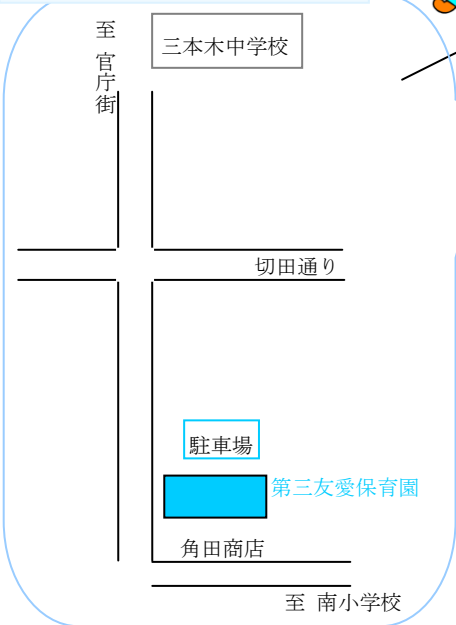 至 官庁街
三本木中学校
切田通り
駐車場
第三友愛保育園
角田商店
至 南小学校